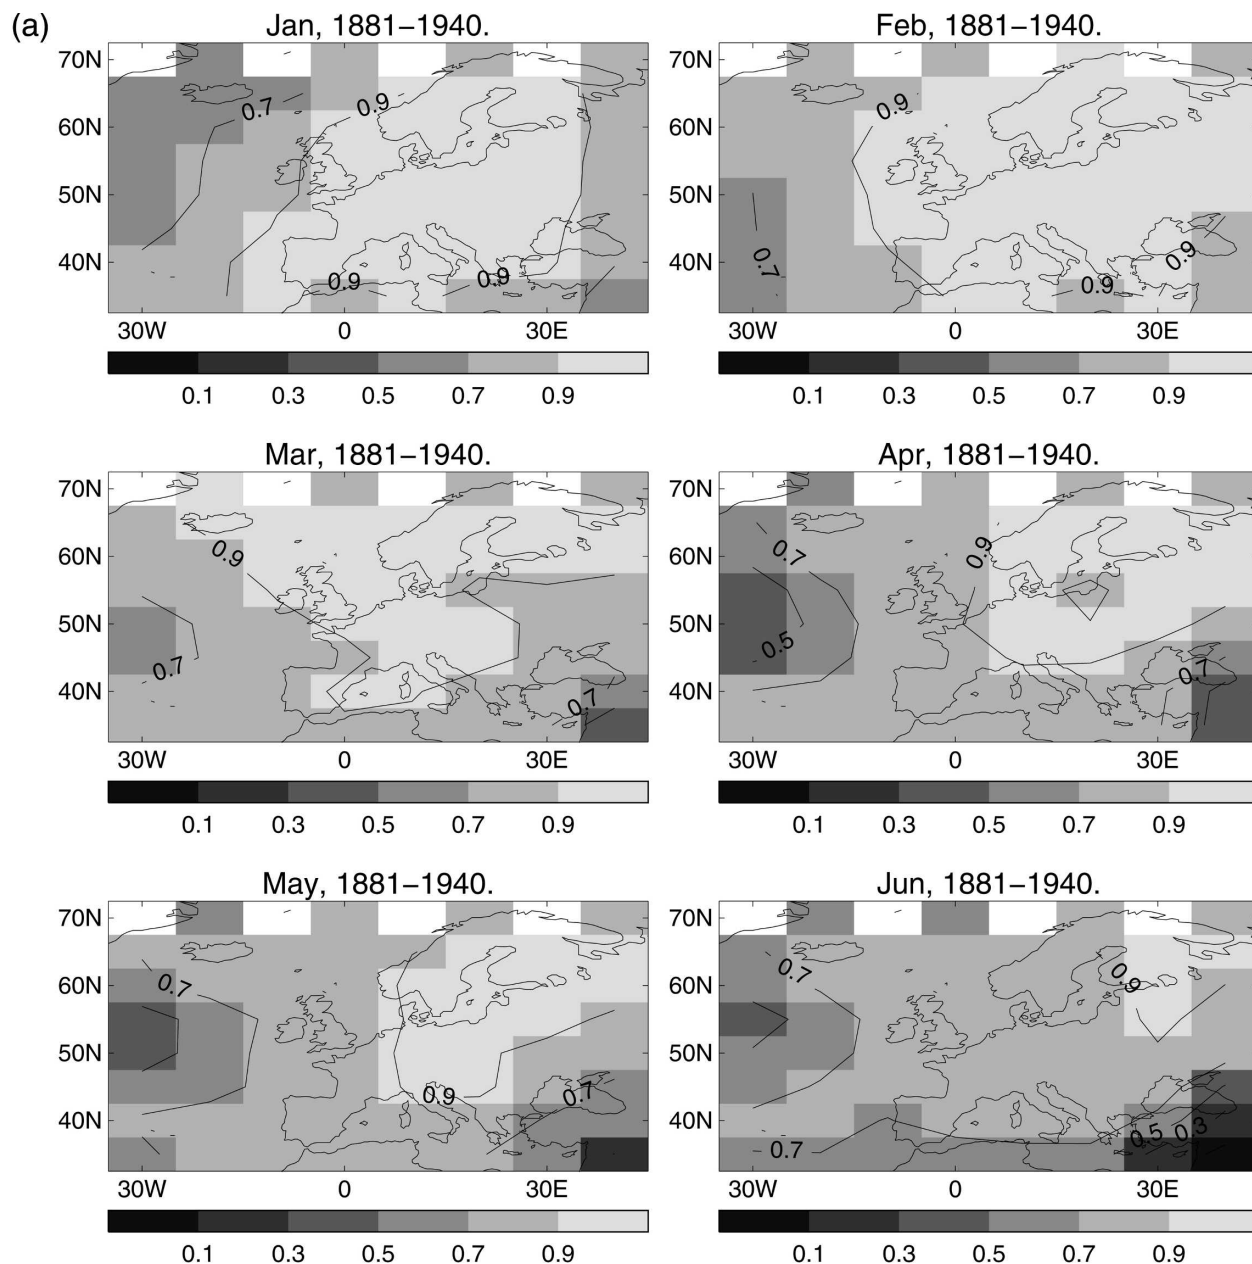 (a)
Jan, 1881–1940.
Feb, 1881–1940.
70N
60N
50N
40N
0.7
0.9
0.9
0.9
30W 0 30E
0.1 0.3 0.5 0.7 0.9
70N
60N
50N
40N
0.9
0.7
0.9
0.9
30W 0 30E
0.1 0.3 0.5 0.7 0.9
Mar, 1881–1940.
Apr, 1881–1940.
70N
60N
50N
40N
0.9
0.7
0.7
30W 0 30E
0.1 0.3 0.5 0.7 0.9
70N
60N
50N
40N
0.7
0.9
0.5
0.7
30W 0 30E
0.1 0.3 0.5 0.7 0.9
May, 1881–1940.
Jun, 1881–1940.
70N
60N
50N
40N
0.7
0.9
0.7
30W 0 30E
0.1 0.3 0.5 0.7 0.9
70N
60N
50N
40N
0.7
0.9
0.7
0.5
0.3
30W 0 30E
0.1 0.3 0.5 0.7 0.9